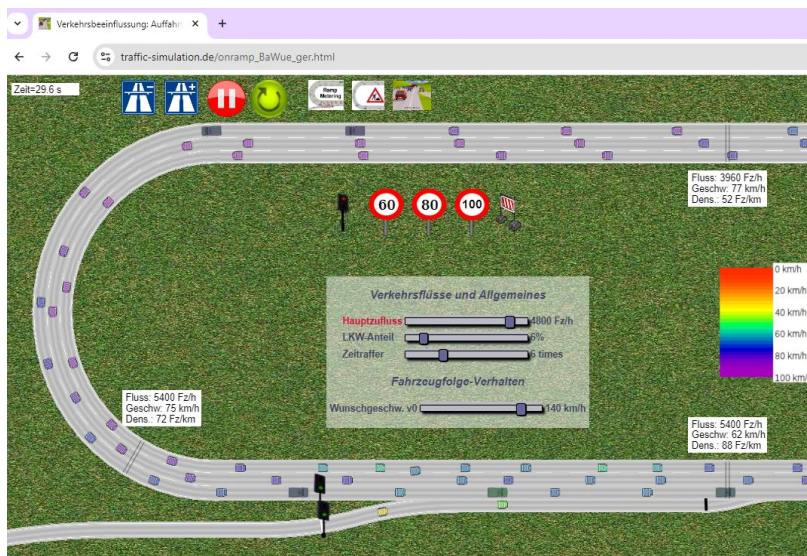 Verkehrsbeeinflussung: Auffahr
traffic-simulation.de/onramp_BaWue_ger.html
Zeit=29.6 s
Ramp
Metering
Fluss: 3960 Fz/h
Geschw: 77 km/h
Dens.: 52 Fz/km
60
80
100
0 km/h
20 km/h
40 km/h
60 km/h
80 km/h
100 km/h
Verkehrsflüsse und Allgemeines
Hauptzufluss 4800 Fz/h
LKW-Anteil 6%
Zeitraffer 6 times
Fahrzeugfolge-Verhalten
Wunschgeschw. v0 140 km/h
Fluss: 5400 Fz/h
Geschw: 75 km/h
Dens.: 72 Fz/km
Fluss: 5400 Fz/h
Geschw: 62 km/h
Dens.: 88 Fz/km